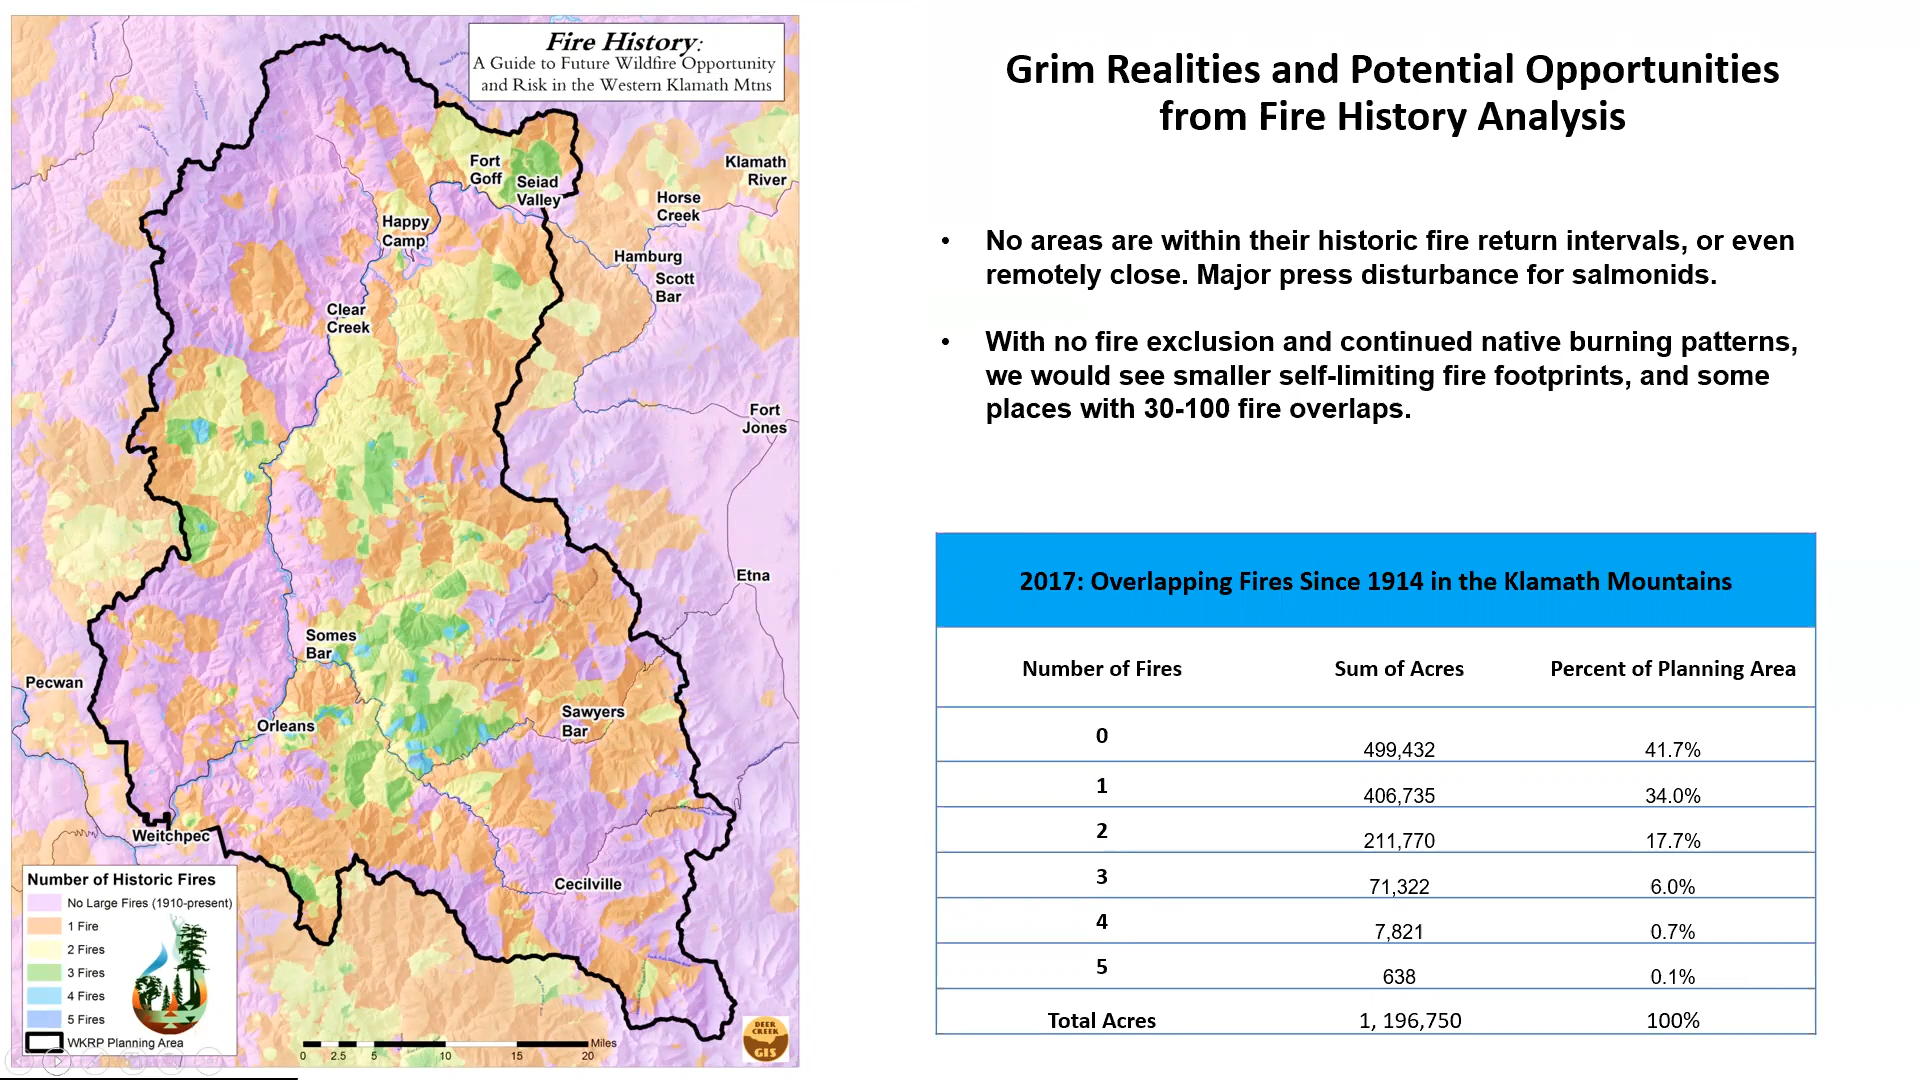 Fire History:
A Guide to Future Wildfire Opportunity
and Risk in the Western Klamath Mtns
Fort
Goff
Seiad
Valley
Klamath
River
Horse
Creek
Happy
Camp
Hamburg
Scott
Bar
Clear
Creek
Fort
Jones
Etna
Somes
Bar
Pecwan
Orleans
Sawyers
Bar
Weitchpec
Cecilville
Number of Historic Fires
No Large Fires (1910-present)
1 Fire
2 Fires
3 Fires
4 Fires
5 Fires
WKRP Planning Area
Miles
0 2.5 5 10 15 20
DEER
CREEK
GIS
Grim Realities and Potential Opportunities
from Fire History Analysis
• No areas are within their historic fire return intervals, or even
remotely close. Major press disturbance for salmonids.
• With no fire exclusion and continued native burning patterns,
we would see smaller self-limiting fire footprints, and some
places with 30-100 fire overlaps.
2017: Overlapping Fires Since 1914 in the Klamath Mountains
Number of Fires Sum of Acres Percent of Planning Area
0 499,432 41.7%
1 406,735 34.0%
2 211,770 17.7%
3 71,322 6.0%
4 7,821 0.7%
5 638 0.1%
Total Acres 1, 196,750 100%